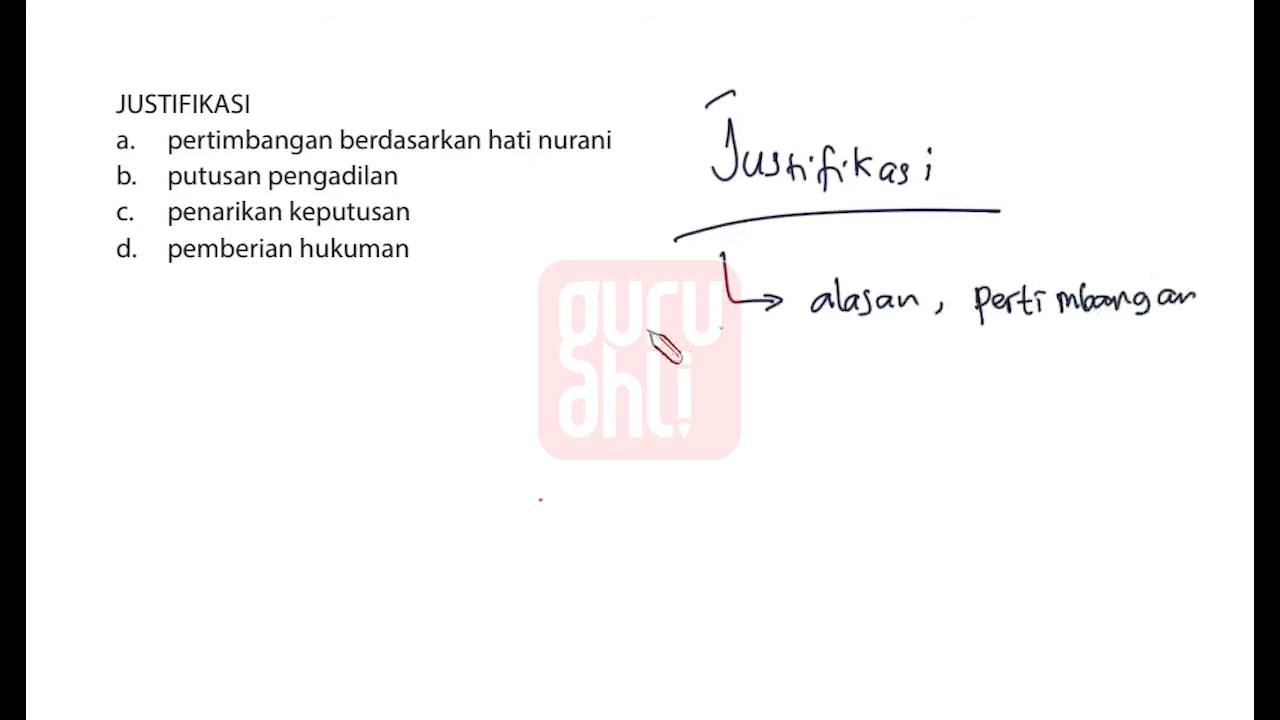 JUSTIFIKASI
a. pertimbangan berdasarkan hati nurani
b. putusan pengadilan
c. penarikan keputusan
d. pemberian hukuman
Justifikasi
alasan, pertimbangan
guru
ahli